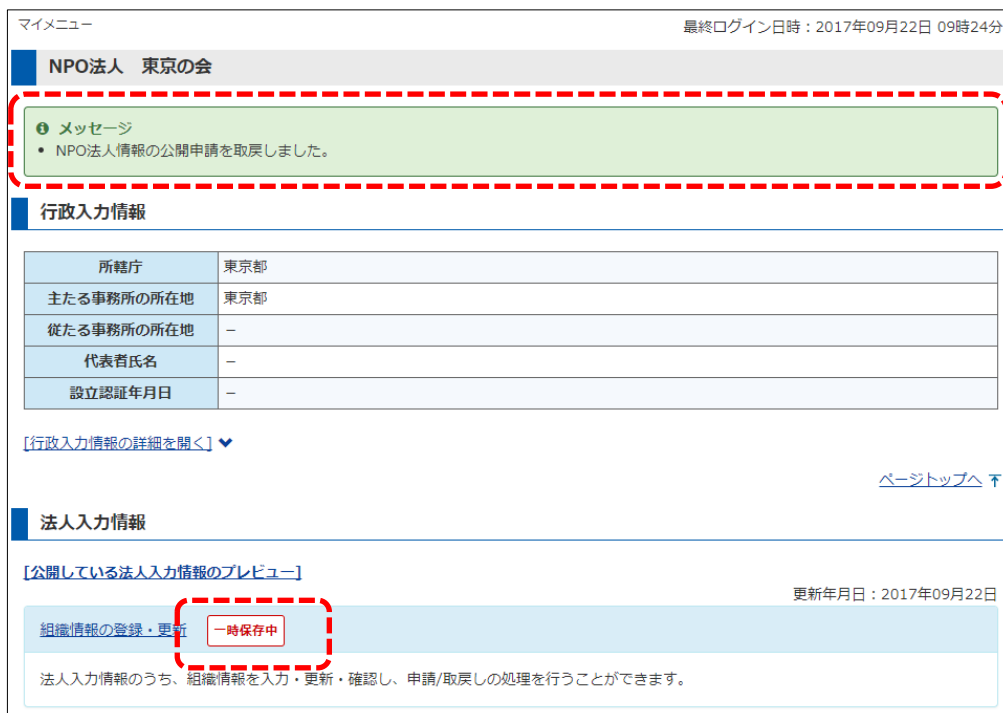 マイメニュー 最終ログイン日時:2017年09月22日 09時24分
NPO法人 東京の会
メッセージ
• NPO法人情報の公開申請を取戻しました。
行政入力情報
所轄庁 東京都
主たる事務所の所在地 東京都
従たる事務所の所在地 －
代表者氏名 －
設立認証年月日 －
[行政入力情報の詳細を開く]
ページトップへ
法人入力情報
[公開している法人入力情報のプレビュー]
更新年月日:2017年09月22日
組織情報の登録・更新 一時保存中
法人入力情報のうち、組織情報を入力・更新・確認し、申請/取戻しの処理を行うことができます。